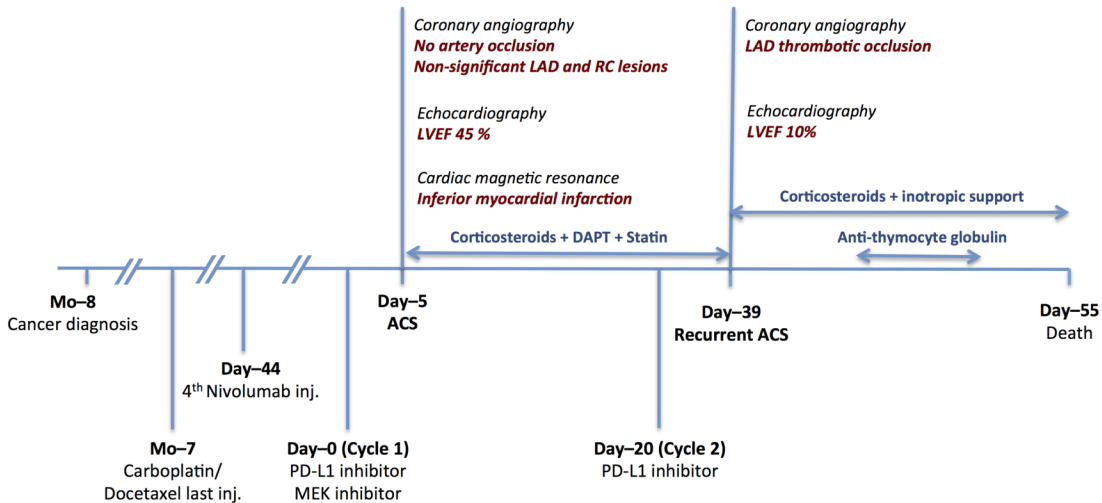 Coronary angiography
No artery occlusion
Non-significant LAD and RC lesions
Echocardiography
LVEF 45 %
Cardiac magnetic resonance
Inferior myocardial infarction
Corticosteroids + DAPT + Statin
Coronary angiography
LAD thrombotic occlusion
Echocardiography
LVEF 10%
Corticosteroids + inotropic support
Anti-thymocyte globulin
Mo–8
Cancer diagnosis
Mo–7
Carboplatin/
Docetaxel last inj.
Day–44
4th Nivolumab inj.
Day–0 (Cycle 1)
PD-L1 inhibitor
MEK inhibitor
Day–5
ACS
Day–20 (Cycle 2)
PD-L1 inhibitor
Day–39
Recurrent ACS
Day–55
Death